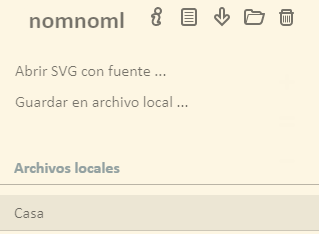 nomnoml
Abrir SVG con fuente ...
Guardar en archivo local ...
Archivos locales
Casa